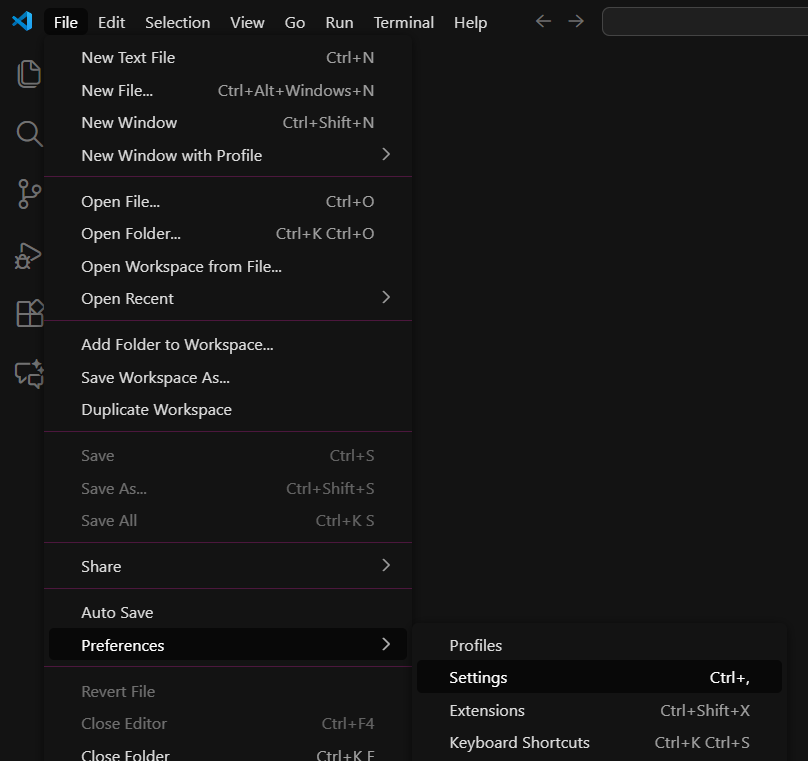 File Edit Selection View Go Run Terminal Help
New Text File Ctrl+N
New File... Ctrl+Alt+Windows+N
New Window Ctrl+Shift+N
New Window with Profile
Open File... Ctrl+O
Open Folder... Ctrl+K Ctrl+O
Open Workspace from File...
Open Recent
Add Folder to Workspace...
Save Workspace As...
Duplicate Workspace
Save Ctrl+S
Save As... Ctrl+Shift+S
Save All Ctrl+K S
Share
Auto Save
Preferences
Profiles
Settings Ctrl+,
Extensions Ctrl+Shift+X
Keyboard Shortcuts Ctrl+K Ctrl+S
Revert File
Close Editor Ctrl+F4
Close Folder Ctrl+K F